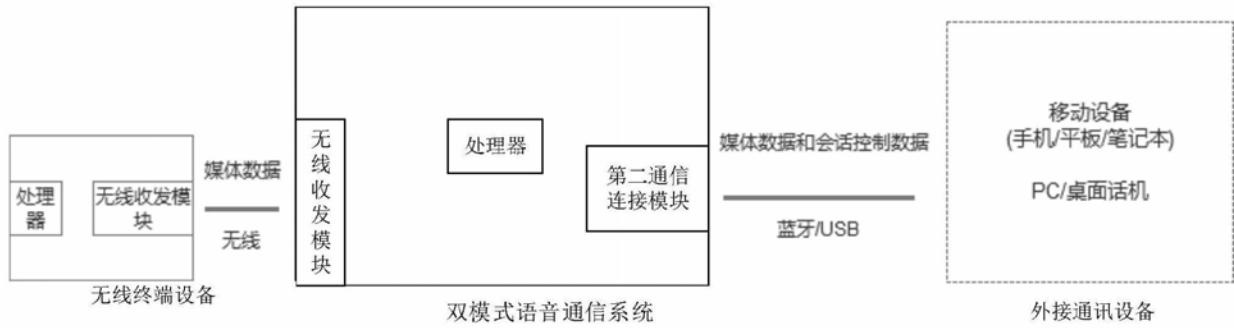 处理
器
无线收发模
块
无线终端设备
媒体数据
无线
无
线
收
发
模
块
处理器
第二通信
连接模块
双模式语音通信系统
媒体数据和会话控制数据
蓝牙/USB
移动设备
(手机/平板/笔记本)
PC/桌面话机
外接通讯设备